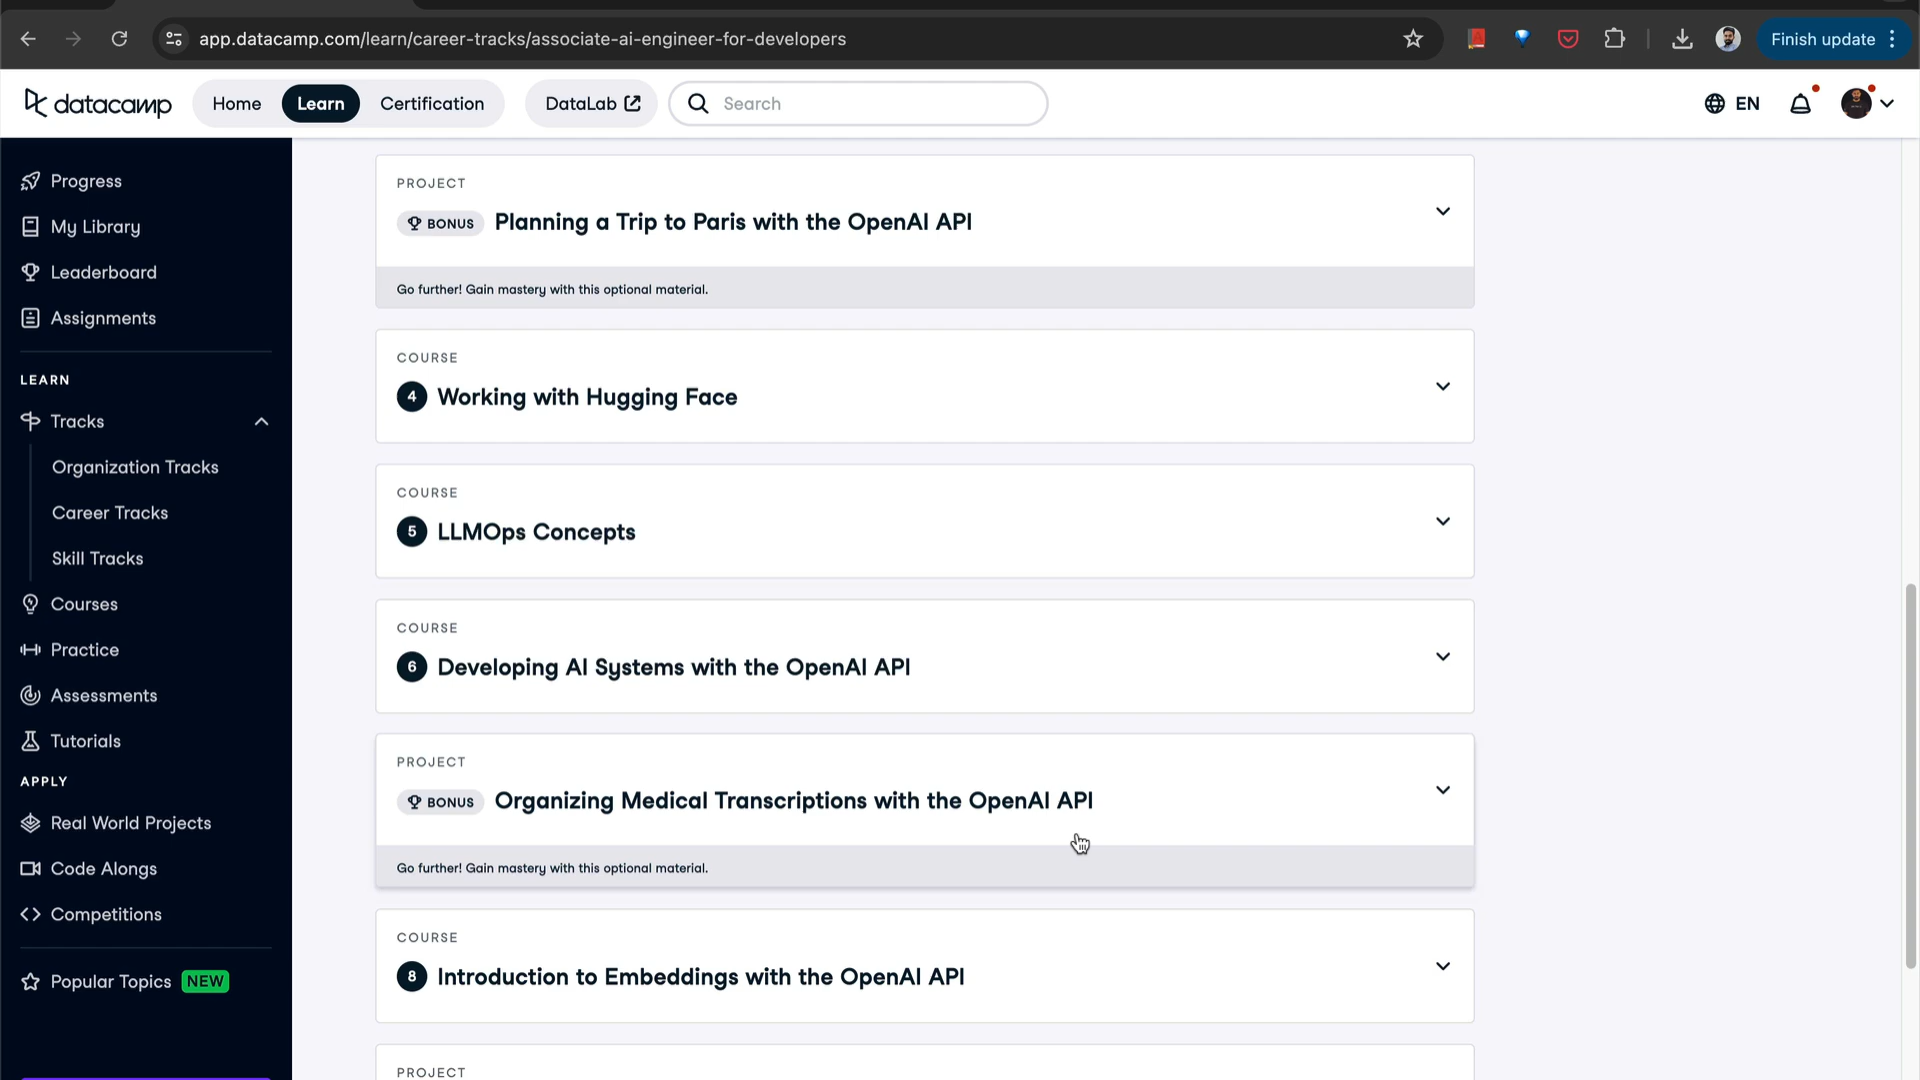 app.datacamp.com/learn/career-tracks/associate-ai-engineer-for-developers
Finish update
datacamp
Home
Learn
Certification
DataLab
Search
EN
Progress
My Library
Leaderboard
Assignments
LEARN
Tracks
Organization Tracks
Career Tracks
Skill Tracks
Courses
Practice
Assessments
Tutorials
APPLY
Real World Projects
Code Alongs
Competitions
Popular Topics NEW
PROJECT
BONUS Planning a Trip to Paris with the OpenAI API
Go further! Gain mastery with this optional material.
COURSE
4 Working with Hugging Face
COURSE
5 LLMOps Concepts
COURSE
6 Developing AI Systems with the OpenAI API
PROJECT
BONUS Organizing Medical Transcriptions with the OpenAI API
Go further! Gain mastery with this optional material.
COURSE
8 Introduction to Embeddings with the OpenAI API
PROJECT